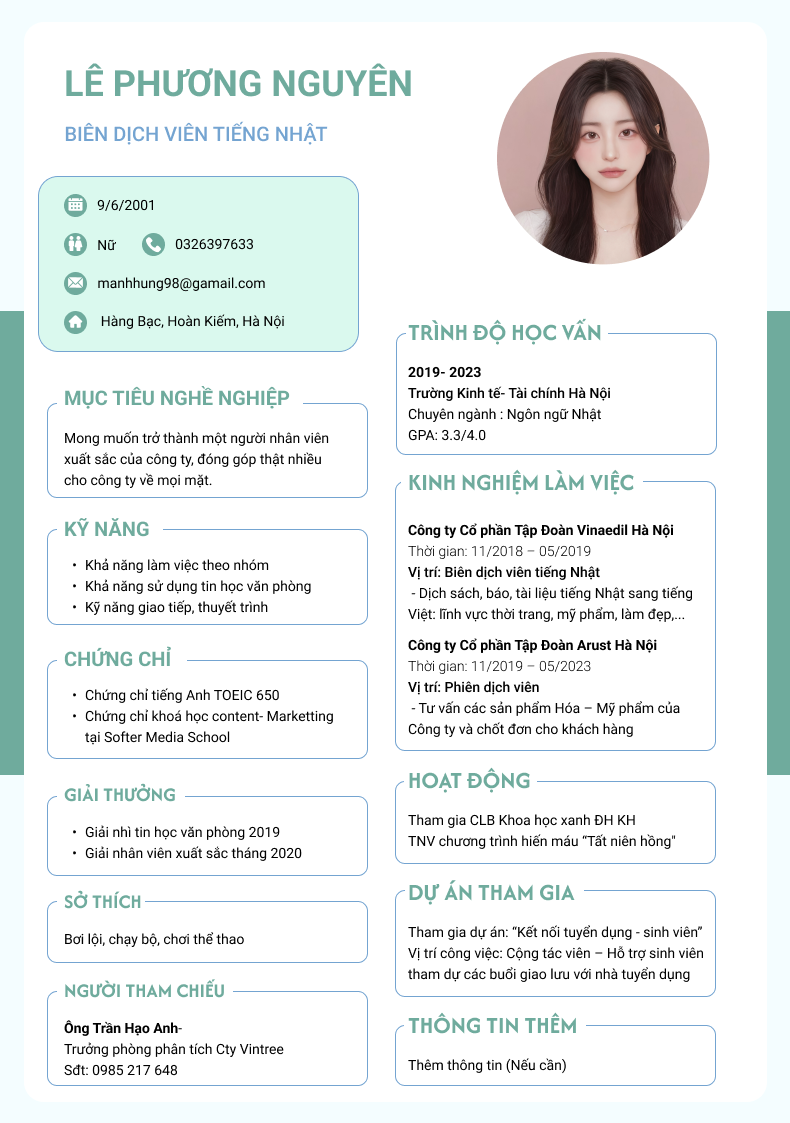 LÊ PHƯƠNG NGUYÊN
BIÊN DỊCH VIÊN TIẾNG NHẬT
9/6/2001
Nữ
0326397633
manhhung98@gamail.com
Hàng Bạc, Hoàn Kiếm, Hà Nội
MỤC TIÊU NGHỀ NGHIỆP
Mong muốn trở thành một người nhân viên
xuất sắc của công ty, đóng góp thật nhiều
cho công ty về mọi mặt.
KỸ NĂNG
• Khả năng làm việc theo nhóm
• Khả năng sử dụng tin học văn phòng
• Kỹ năng giao tiếp, thuyết trình
CHỨNG CHỈ
• Chứng chỉ tiếng Anh TOEIC 650
• Chứng chỉ khoá học content- Marketting
tại Softer Media School
GIẢI THƯỞNG
• Giải nhì tin học văn phòng 2019
• Giải nhân viên xuất sắc tháng 2020
SỞ THÍCH
Bơi lội, chạy bộ, chơi thể thao
NGƯỜI THAM CHIẾU
Ông Trần Hạo Anh-
Trưởng phòng phân tích Cty Vintree
Sđt: 0985 217 648
TRÌNH ĐỘ HỌC VẤN
2019- 2023
Trường Kinh tế- Tài chính Hà Nội
Chuyên ngành : Ngôn ngữ Nhật
GPA: 3.3/4.0
KINH NGHIỆM LÀM VIỆC
Công ty Cổ phần Tập Đoàn Vinaedil Hà Nội
Thời gian: 11/2018 – 05/2019
Vị trí: Biên dịch viên tiếng Nhật
- Dịch sách, báo, tài liệu tiếng Nhật sang tiếng
Việt: lĩnh vực thời trang, mỹ phẩm, làm đẹp,...
Công ty Cổ phần Tập Đoàn Arust Hà Nội
Thời gian: 11/2019 – 05/2023
Vị trí: Phiên dịch viên
- Tư vấn các sản phẩm Hóa – Mỹ phẩm của
Công ty và chốt đơn cho khách hàng
HOẠT ĐỘNG
Tham gia CLB Khoa học xanh ĐH KH
TNV chương trình hiến máu “Tất niên hồng"
DỰ ÁN THAM GIA
Tham gia dự án: “Kết nối tuyển dụng - sinh viên”
Vị trí công việc: Cộng tác viên – Hỗ trợ sinh viên
tham dự các buổi giao lưu với nhà tuyển dụng
THÔNG TIN THÊM
Thêm thông tin (Nếu cần)